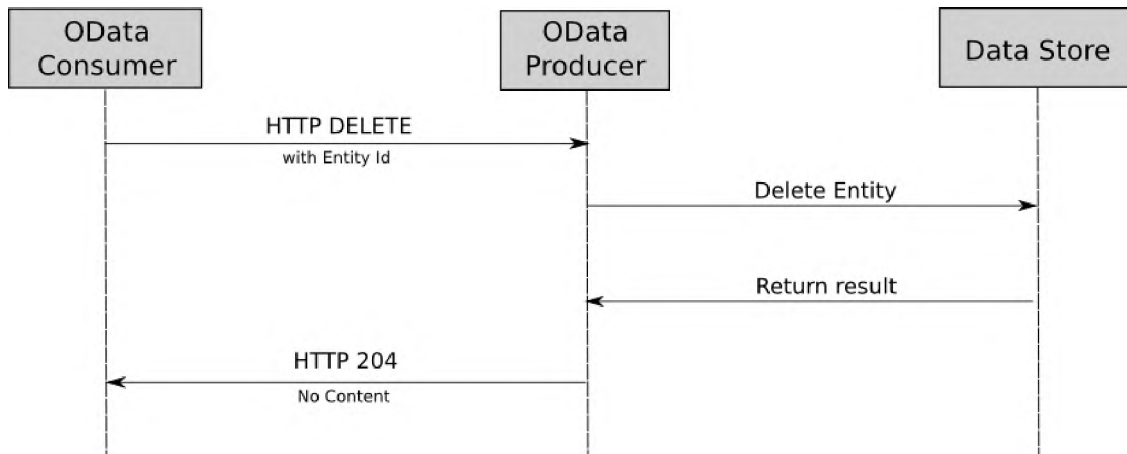 OData
Consumer
OData
Producer
Data Store
HTTP DELETE
with Entity Id
Delete Entity
Return result
HTTP 204
No Content